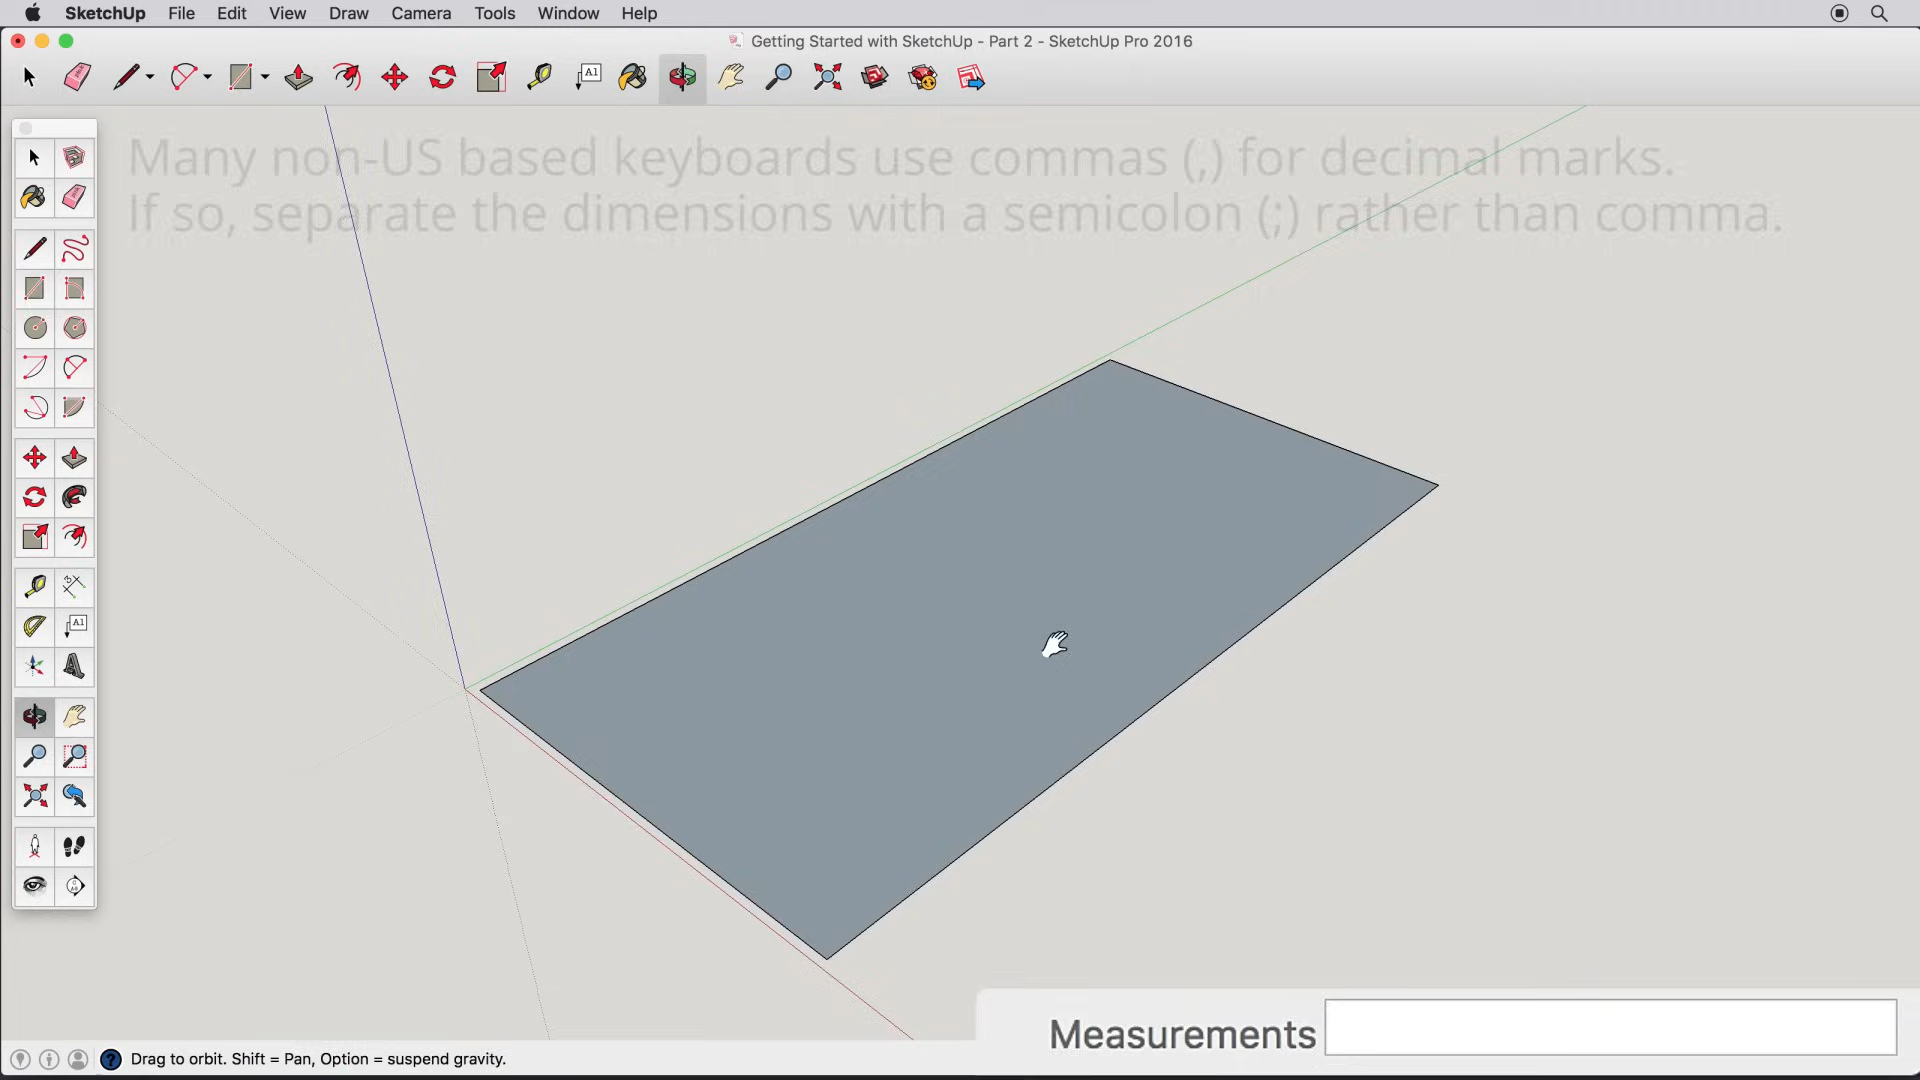 SketchUp File Edit View Draw Camera Tools Window Help
Getting Started with SketchUp - Part 2 - SketchUp Pro 2016
A1
Many non-US based keyboards use commas (,) for decimal marks.
If so, separate the dimensions with a semicolon (;) rather than comma.
A1
Measurements
Drag to orbit. Shift = Pan, Option = suspend gravity.